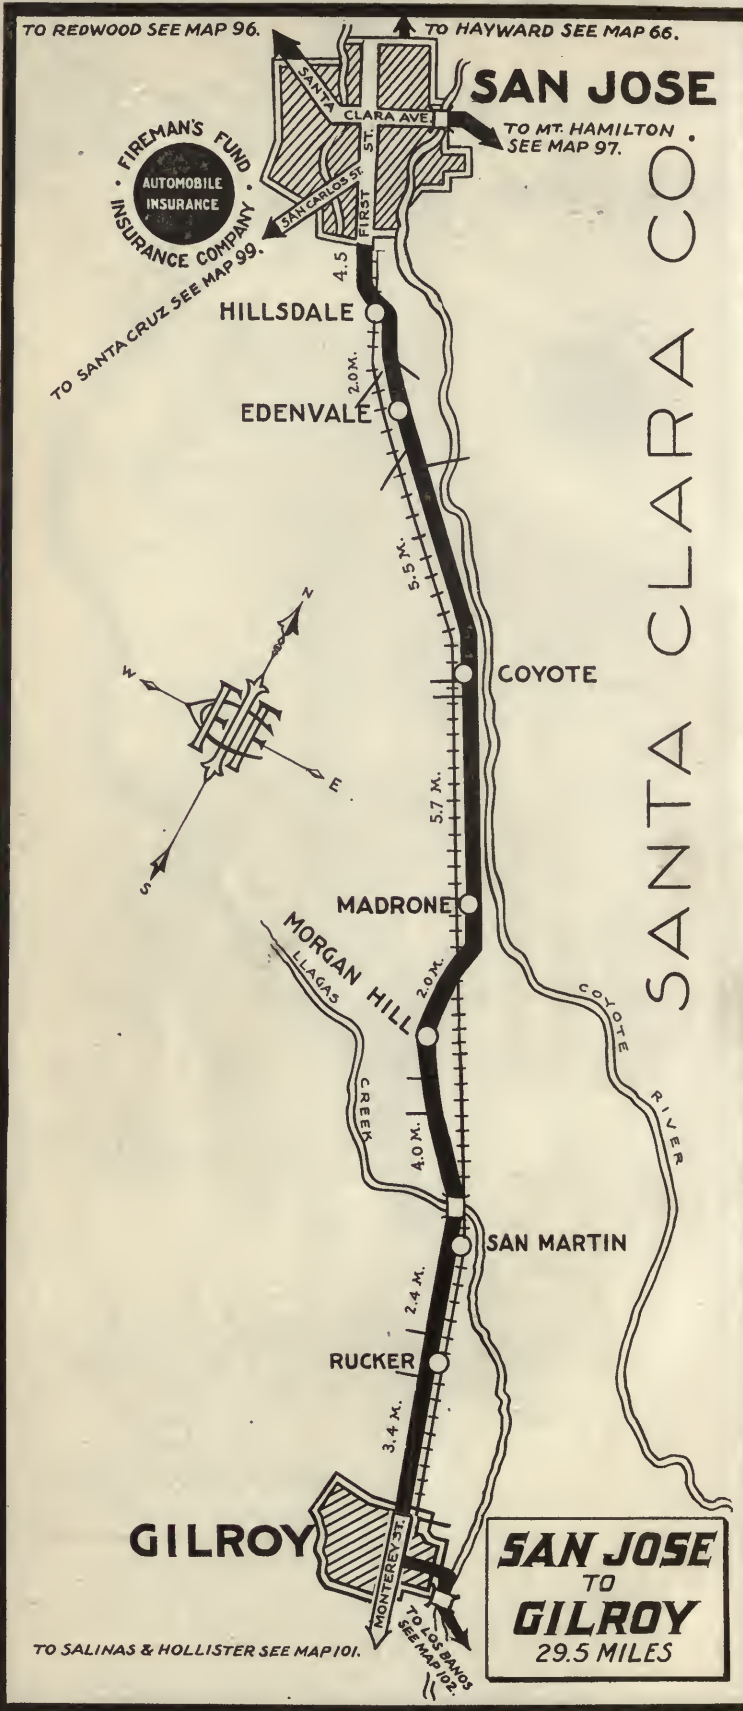 TO REDWOOD SEE MAP 96.
TO HAYWARD SEE MAP 66.
SAN JOSE
SANTA
CLARA AVE.
TO MT. HAMILTON
SEE MAP 97.
FIREMAN'S FUND
INSURANCE COMPANY
AUTOMOBILE
INSURANCE
FIRST ST.
SAN CARLOS ST.
TO SANTA CRUZ SEE MAP 99.
4.5
HILLSDALE
2.0 M.
EDENVALE
5.5 M.
SANTA CLARA CO.
N
W
E
S
COYOTE
5.7 M.
MADRONE
2.0 M.
MORGAN HILL
LLAGAS
CREEK
COYOTE
RIVER
4.0 M.
SAN MARTIN
2.4 M.
RUCKER
3.4 M.
GILROY
MONTEREY ST.
TO LOS BANOS
SEE MAP 102.
TO SALINAS & HOLLISTER SEE MAP 101.
SAN JOSE
TO
GILROY
29.5 MILES